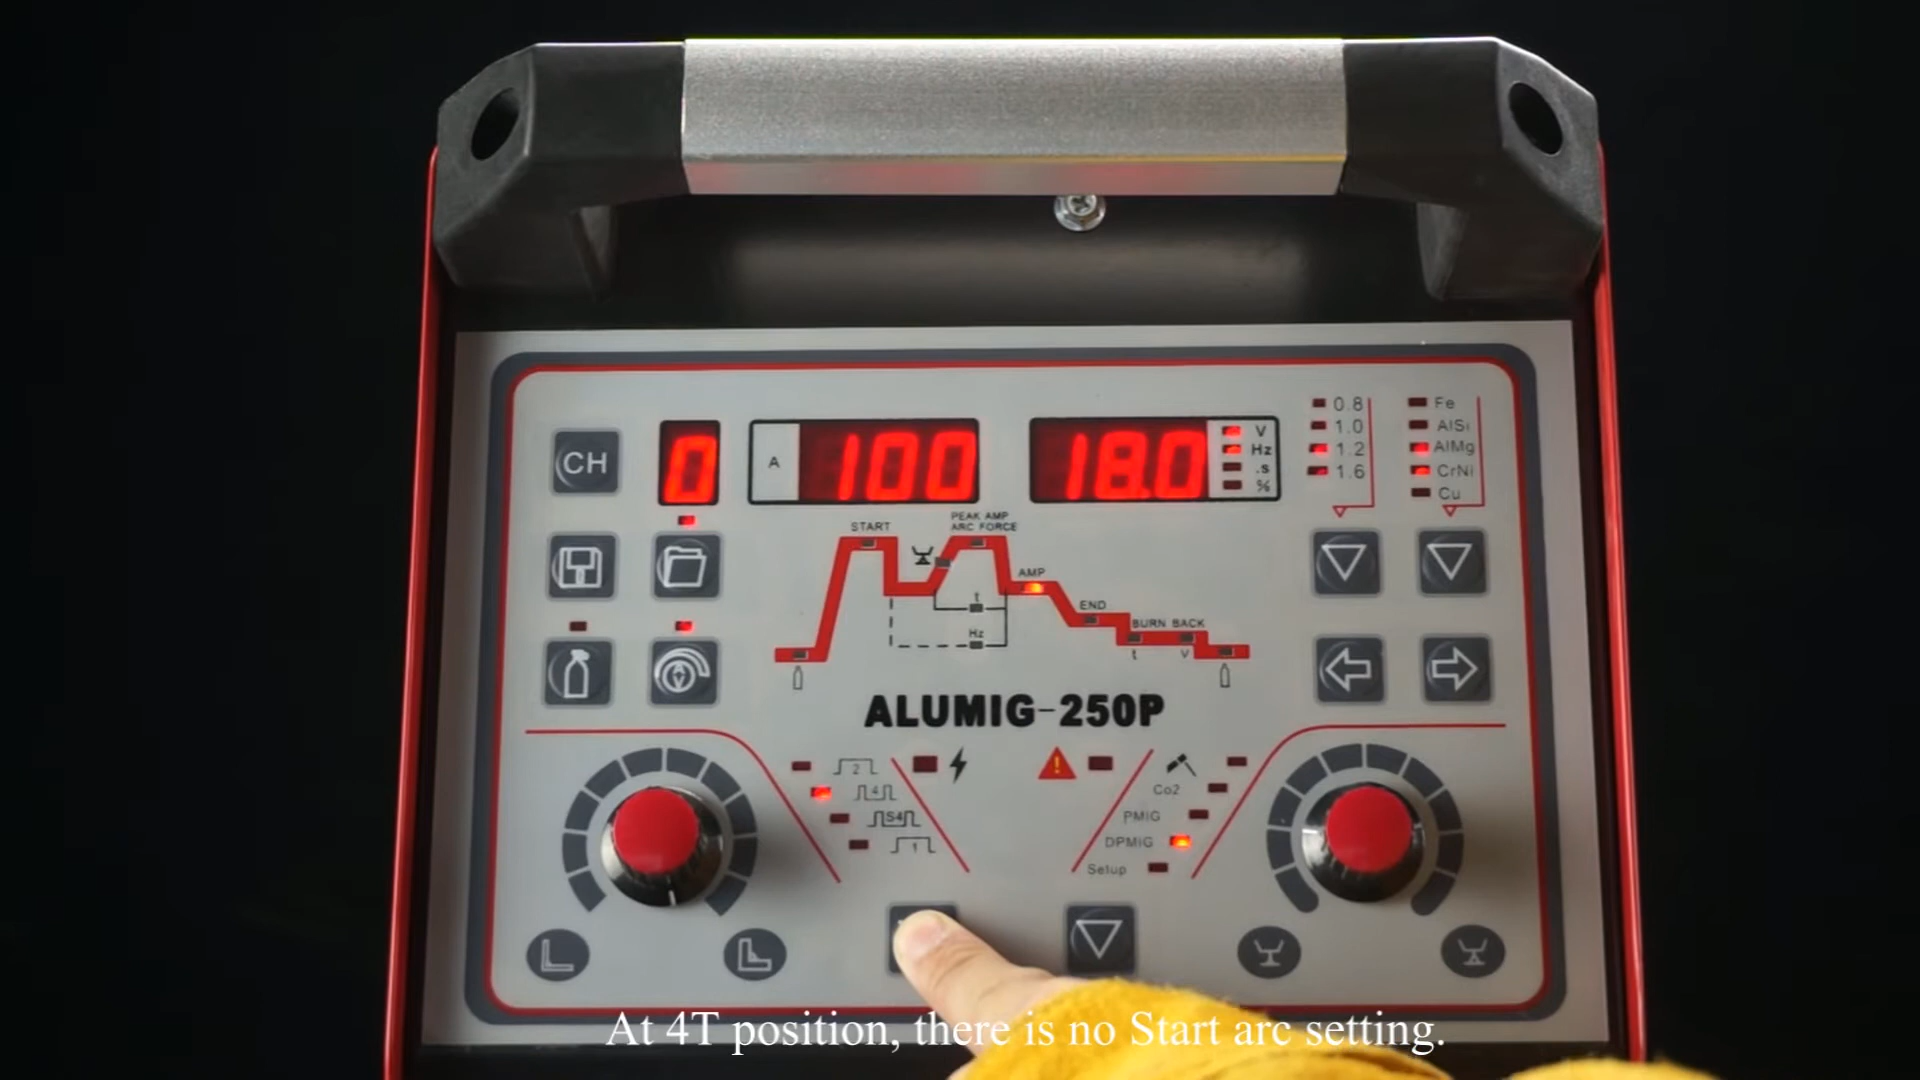 CH
0
A
100
18.0
V
Hz
.s
%
0.8
1.0
1.2
1.6
Fe
AlSi
AlMg
CrNi
Cu
START
PEAK AMP
ARC FORCE
AMP
t
Hz
END
BURN BACK
t
V
ALUMIG-250P
2
4
S4
1
Co2
PMIG
DPMIG
Setup
At 4T position, there is no Start arc setting.